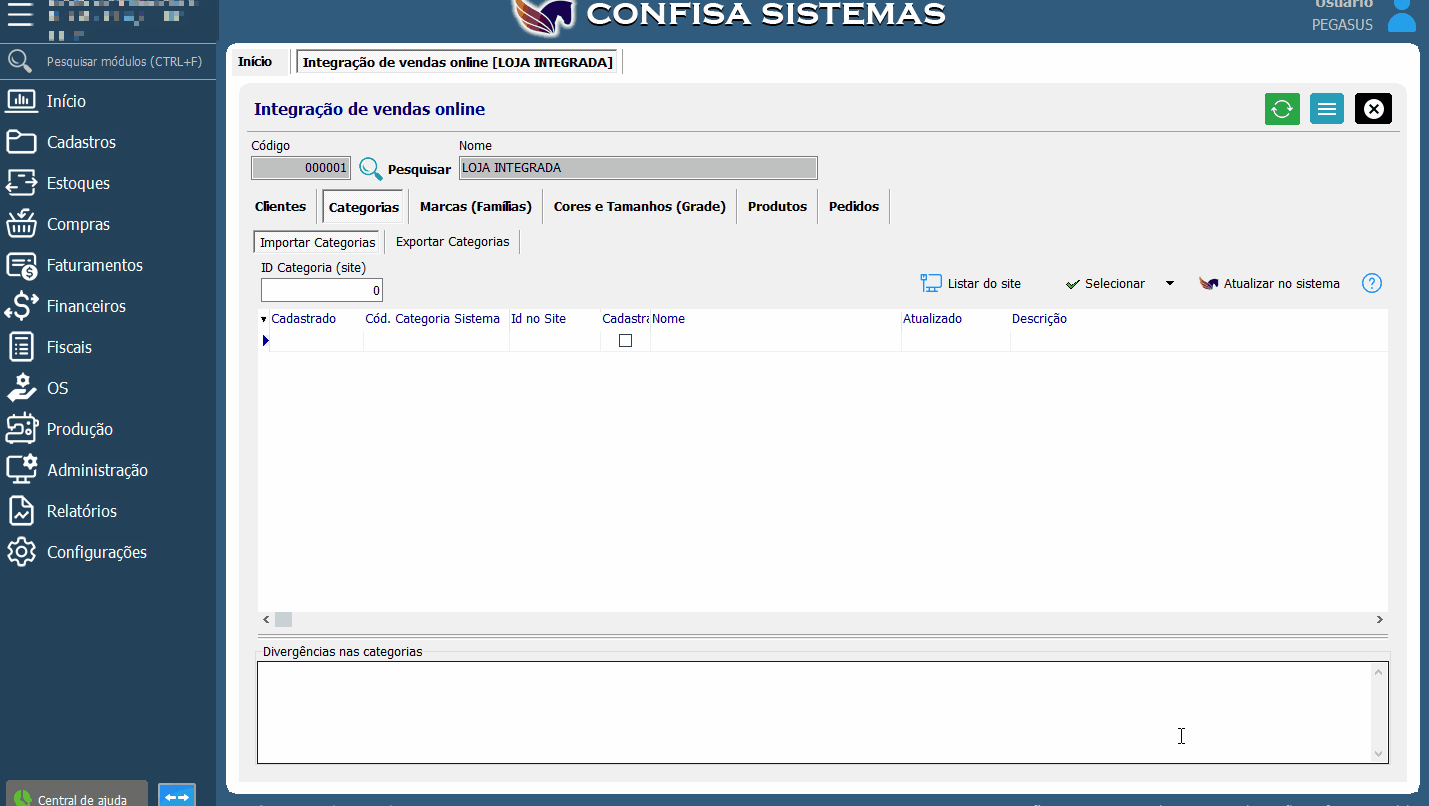 CONFISA SISTEMAS
Usuário
PEGASUS
Pesquisar módulos (CTRL+F)
Início
Cadastros
Estoques
Compras
Faturamentos
Financeiros
Fiscais
OS
Produção
Administração
Relatórios
Configurações
Central de ajuda
Início
Integração de vendas online [LOJA INTEGRADA]
Integração de vendas online
Código
Nome
000001
Pesquisar
LOJA INTEGRADA
Clientes
Categorias
Marcas (Famílias)
Cores e Tamanhos (Grade)
Produtos
Pedidos
Importar Categorias
Exportar Categorias
ID Categoria (site)
0
Listar do site
Selecionar
Atualizar no sistema
?
Cadastrado
Cód. Categoria Sistema
Id no Site
Cadastra
Nome
Atualizado
Descrição
Divergências nas categorias